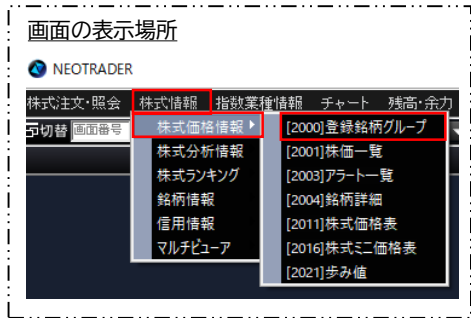 画面の表示場所
NEOTRADER
株式注文・照会 株式情報 指数業種情報 チャート 残高・余力
切替 画面番号
株式価格情報
株式分析情報
株式ランキング
銘柄情報
信用情報
マルチビューア
[2000]登録銘柄グループ
[2001]株価一覧
[2003]アラート一覧
[2004]銘柄詳細
[2011]株式価格表
[2016]株式ミニ価格表
[2021]歩み値